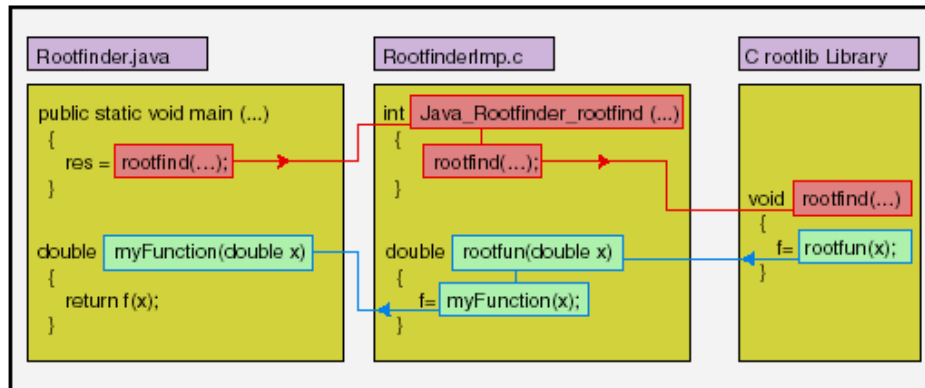 Rootfinder.java
public static void main (...)
{
res = rootfind(...);
}
double myFunction(double x)
{
return f(x);
}
RootfinderImp.c
int Java_Rootfinder_rootfind (...)
{
rootfind(...);
}
double rootfun(double x)
{
f= myFunction(x);
}
C rootlib Library
void rootfind(...)
{
f= rootfun(x);
}